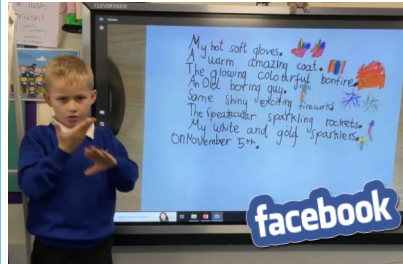 CLEVERTOUCH
My hot soft gloves.
A warm amazing coat.
The glowing colourful bonfire.
An Old boring guy.
Some shiny exciting fireworks
The spectacular sparkling rockets.
My white and gold sparklers.
On November 5th.
facebook